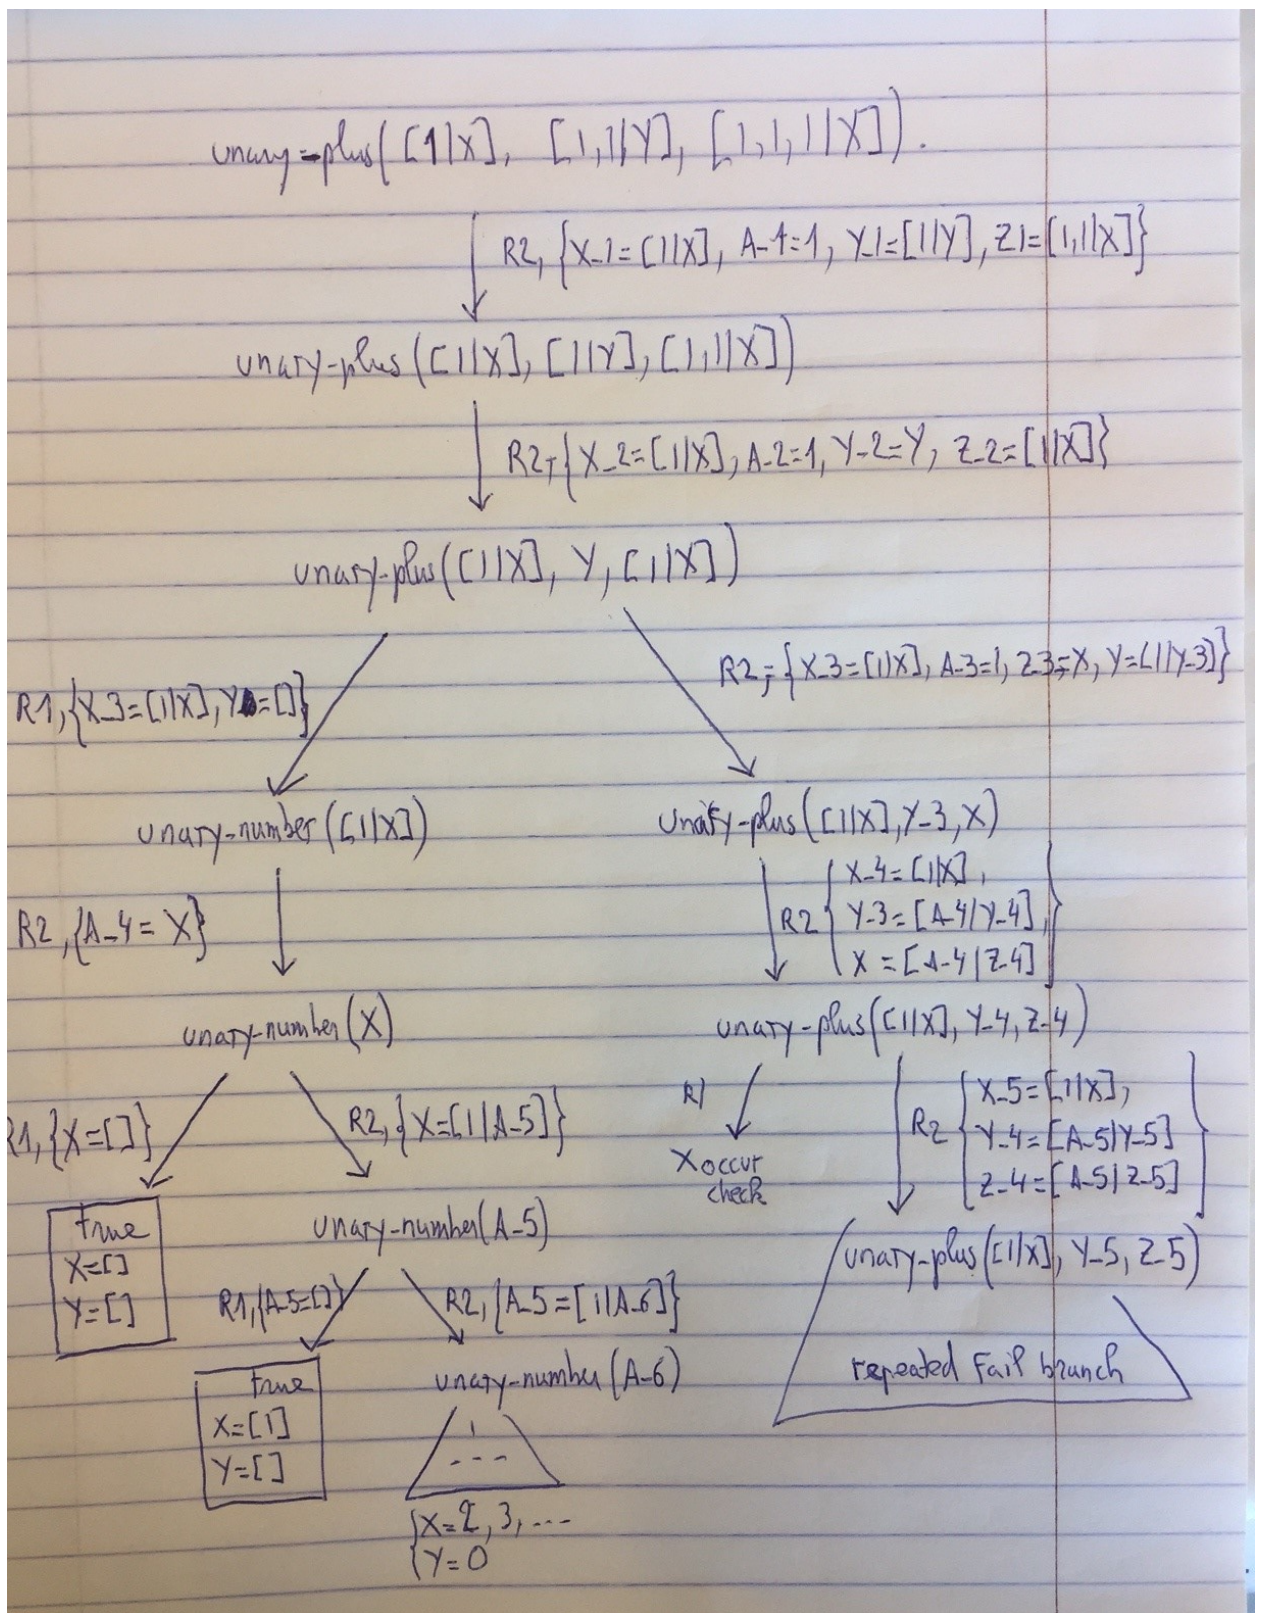 unary-plus([1|X], [1,1|Y], [1,1,1|X]).
R2, {X_1=[1|X], A_1=1, Y_1=[1|Y], Z1=[1,1|X]}
unary-plus([1|X],[1|Y],[1,1|X])
R2,{X_2=[1|X], A_2=1, Y_2=Y, Z_2=[1|X]}
unary-plus([1|X], Y, [1|X])
R1,{X_3=[1|X], Y=[]}
R2,{X_3=[1|X], A_3=1, Z_3=X, Y=[1|Y_3]}
unary-number([1|X])
unary-plus([1|X],Y_3,X)
R2,{A_4=X}
R2 {X_4=[1|X],
Y_3=[A_4|Y_4],
X=[A_4|Z_4]}
unary-number(X)
unary-plus([1|X], Y_4, Z_4)
R1,{X=[]}
R2,{X=[1|A_5]}
R1
X occur
check
R2 {X_5=[1|X],
Y_4=[A_5|Y_5]
Z_4=[A_5|Z_5]}
true
X=[]
Y=[]
unary-number(A_5)
unary-plus([1|X], Y_5, Z_5)
R1,{A_5=[]}
R2,{A_5=[1|A_6]}
repeated Fail branch
true
X=[1]
Y=[]
unary-number(A_6)
---
{X=2,3,....
{Y=0